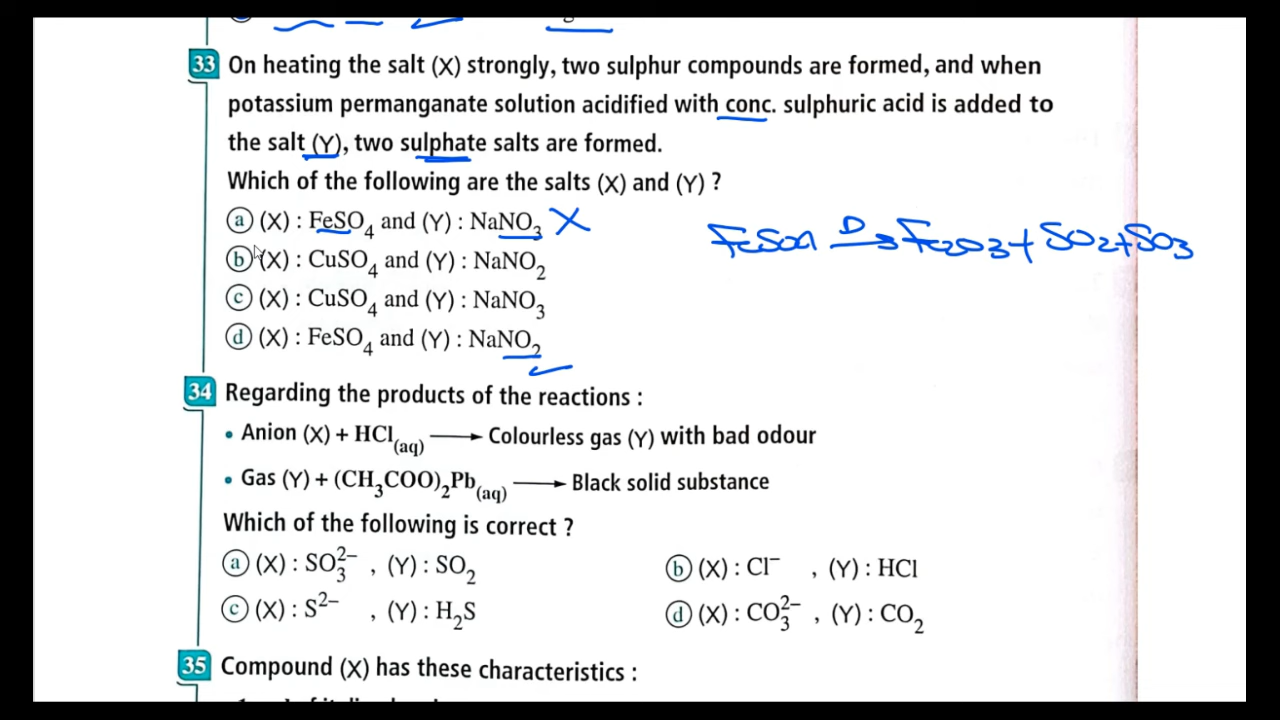 33 On heating the salt (X) strongly, two sulphur compounds are formed, and when
potassium permanganate solution acidified with conc. sulphuric acid is added to
the salt (Y), two sulphate salts are formed.
Which of the following are the salts (X) and (Y) ?
a (X) : FeSO4 and (Y) : NaNO3 X
FeSO4 Δ→ Fe2O3 + SO2 + SO3
b (X) : CuSO4 and (Y) : NaNO2
c (X) : CuSO4 and (Y) : NaNO3
d (X) : FeSO4 and (Y) : NaNO2
34 Regarding the products of the reactions :
• Anion (X) + HCl(aq) → Colourless gas (Y) with bad odour
• Gas (Y) + (CH3COO)2Pb(aq) → Black solid substance
Which of the following is correct ?
a (X) : SO3^2– , (Y) : SO2 b (X) : Cl– , (Y) : HCl
c (X) : S2– , (Y) : H2S d (X) : CO3^2– , (Y) : CO2
35 Compound (X) has these characteristics :